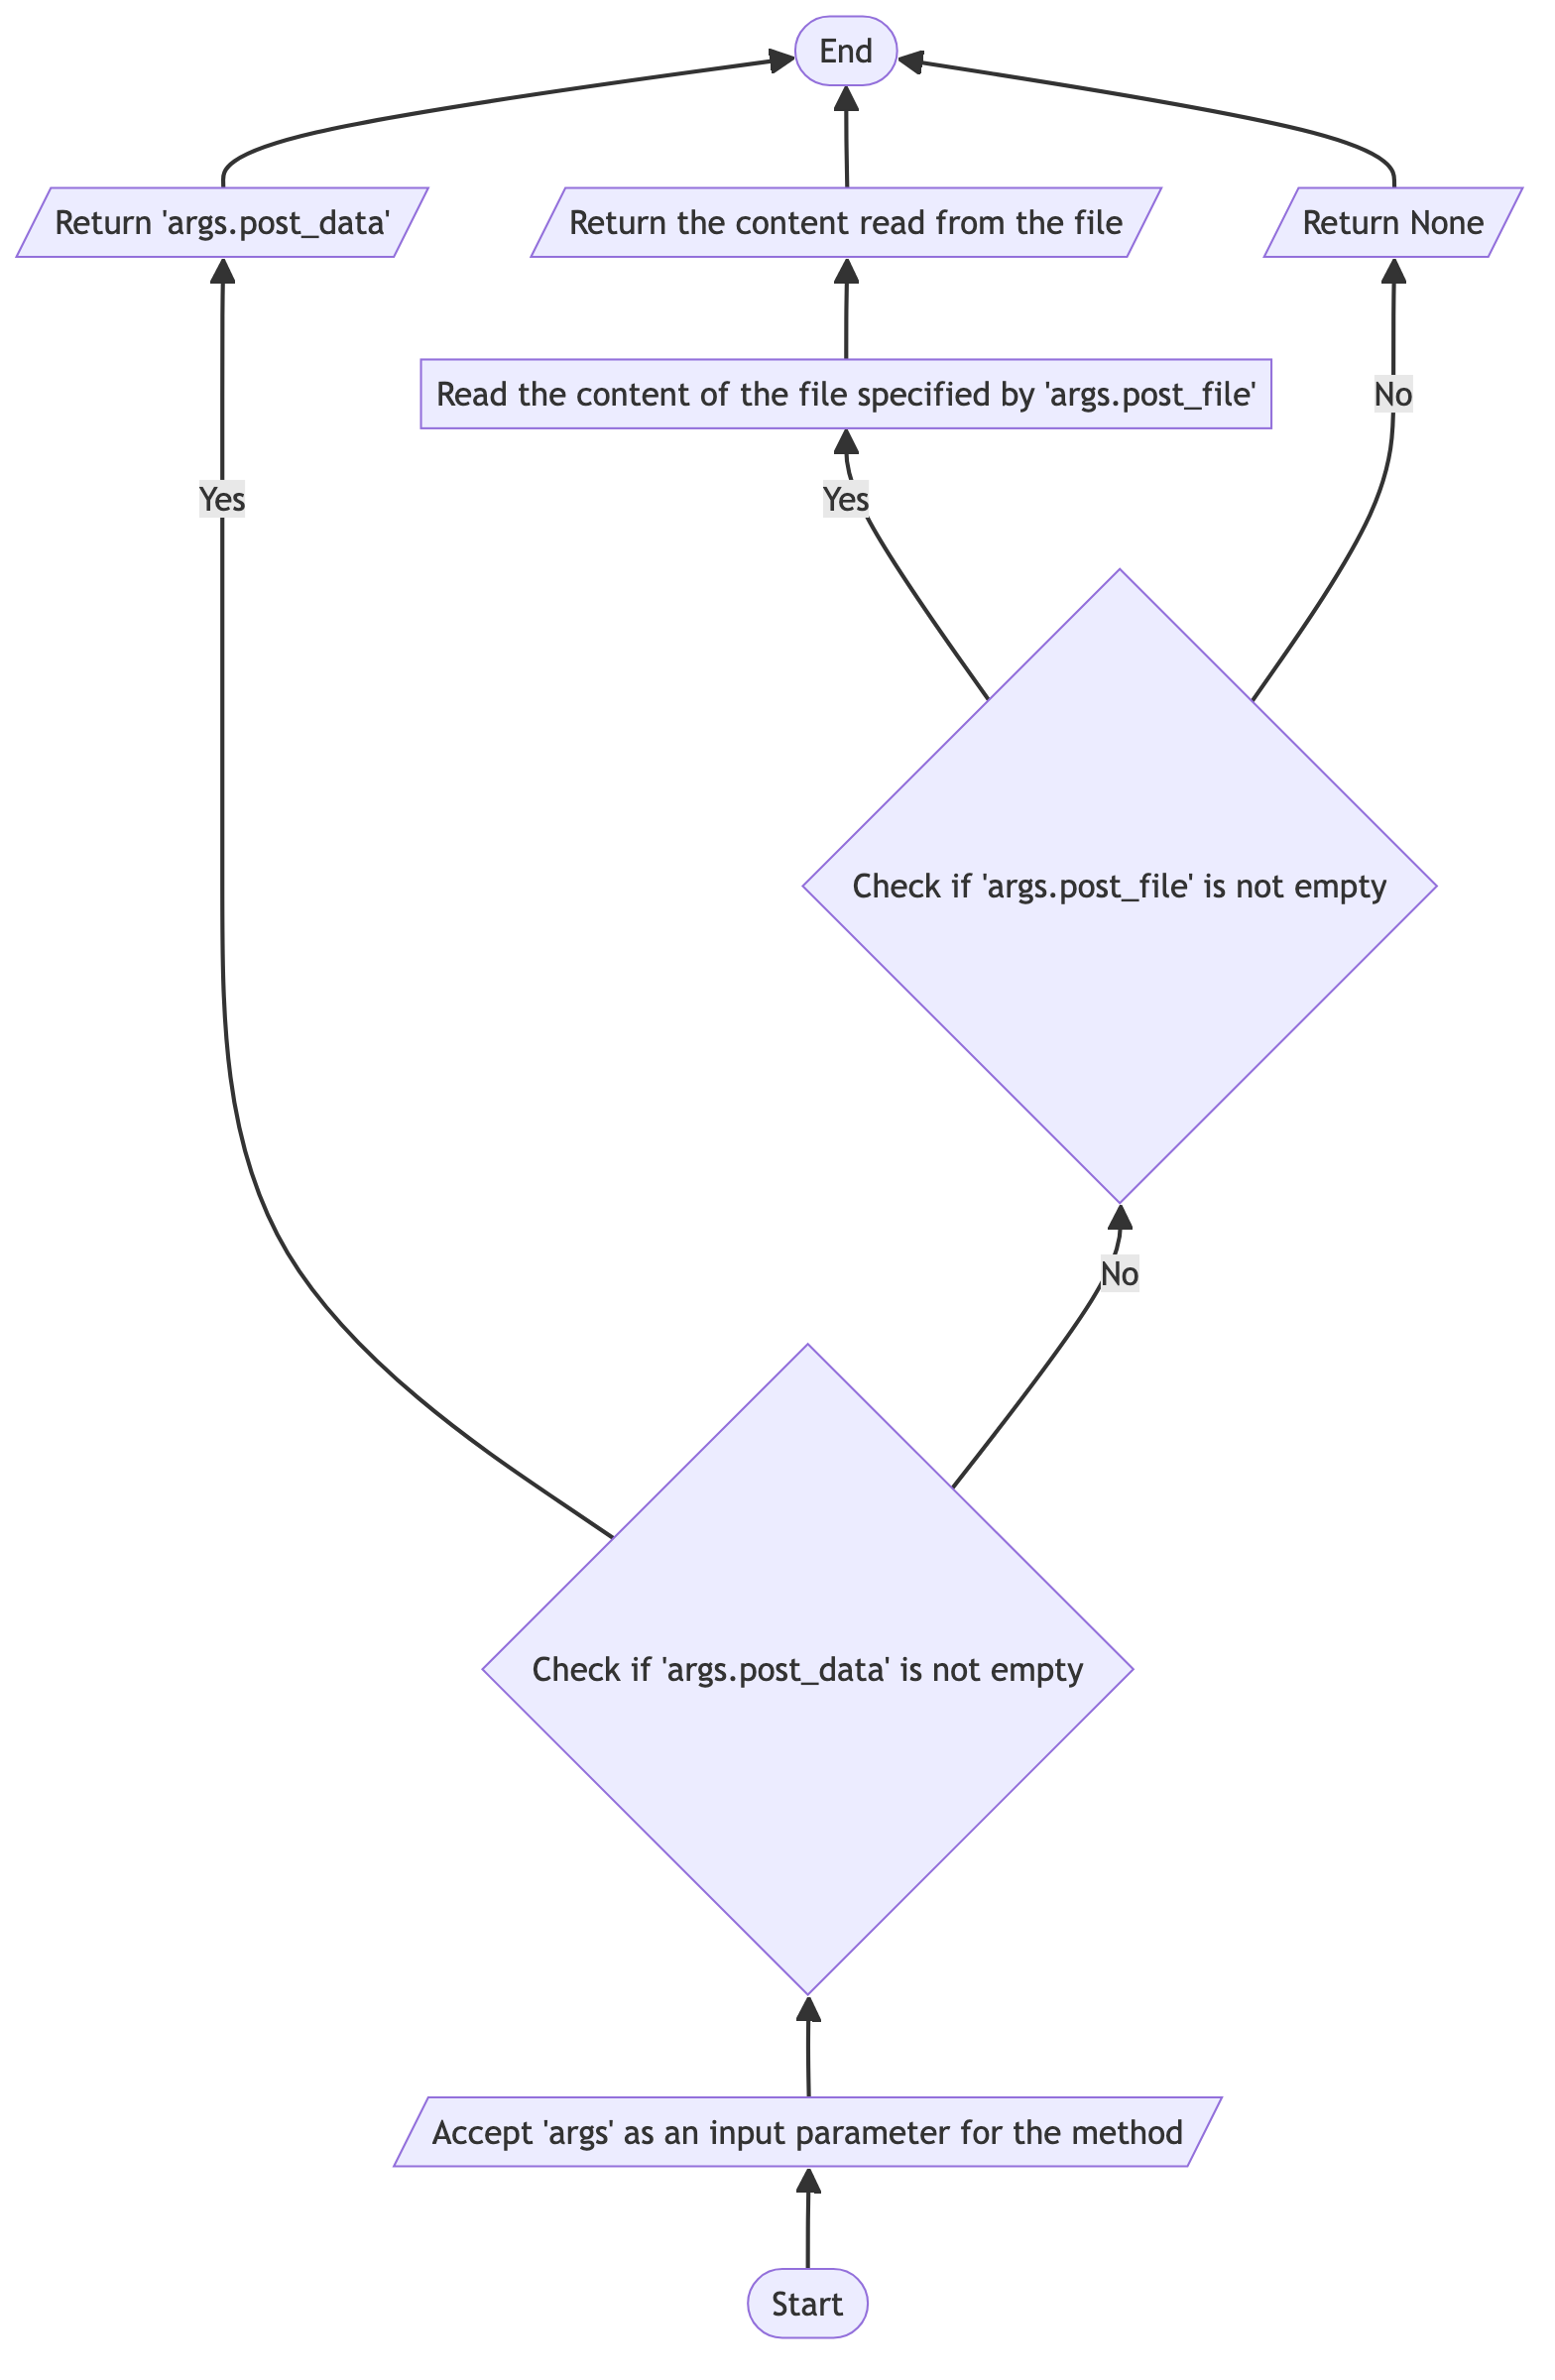 End
Return 'args.post_data'
Return the content read from the file
Return None
Read the content of the file specified by 'args.post_file'
No
Yes
Yes
Check if 'args.post_file' is not empty
No
Check if 'args.post_data' is not empty
Accept 'args' as an input parameter for the method
Start